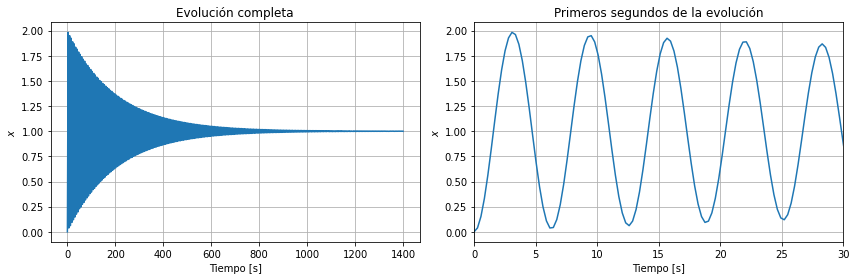 Evolución completa
2.00
1.75
1.50
1.25
1.00
0.75
0.50
0.25
0.00
x
0 200 400 600 800 1000 1200 1400
Tiempo [s]
Primeros segundos de la evolución
2.00
1.75
1.50
1.25
1.00
0.75
0.50
0.25
0.00
x
0 5 10 15 20 25 30
Tiempo [s]